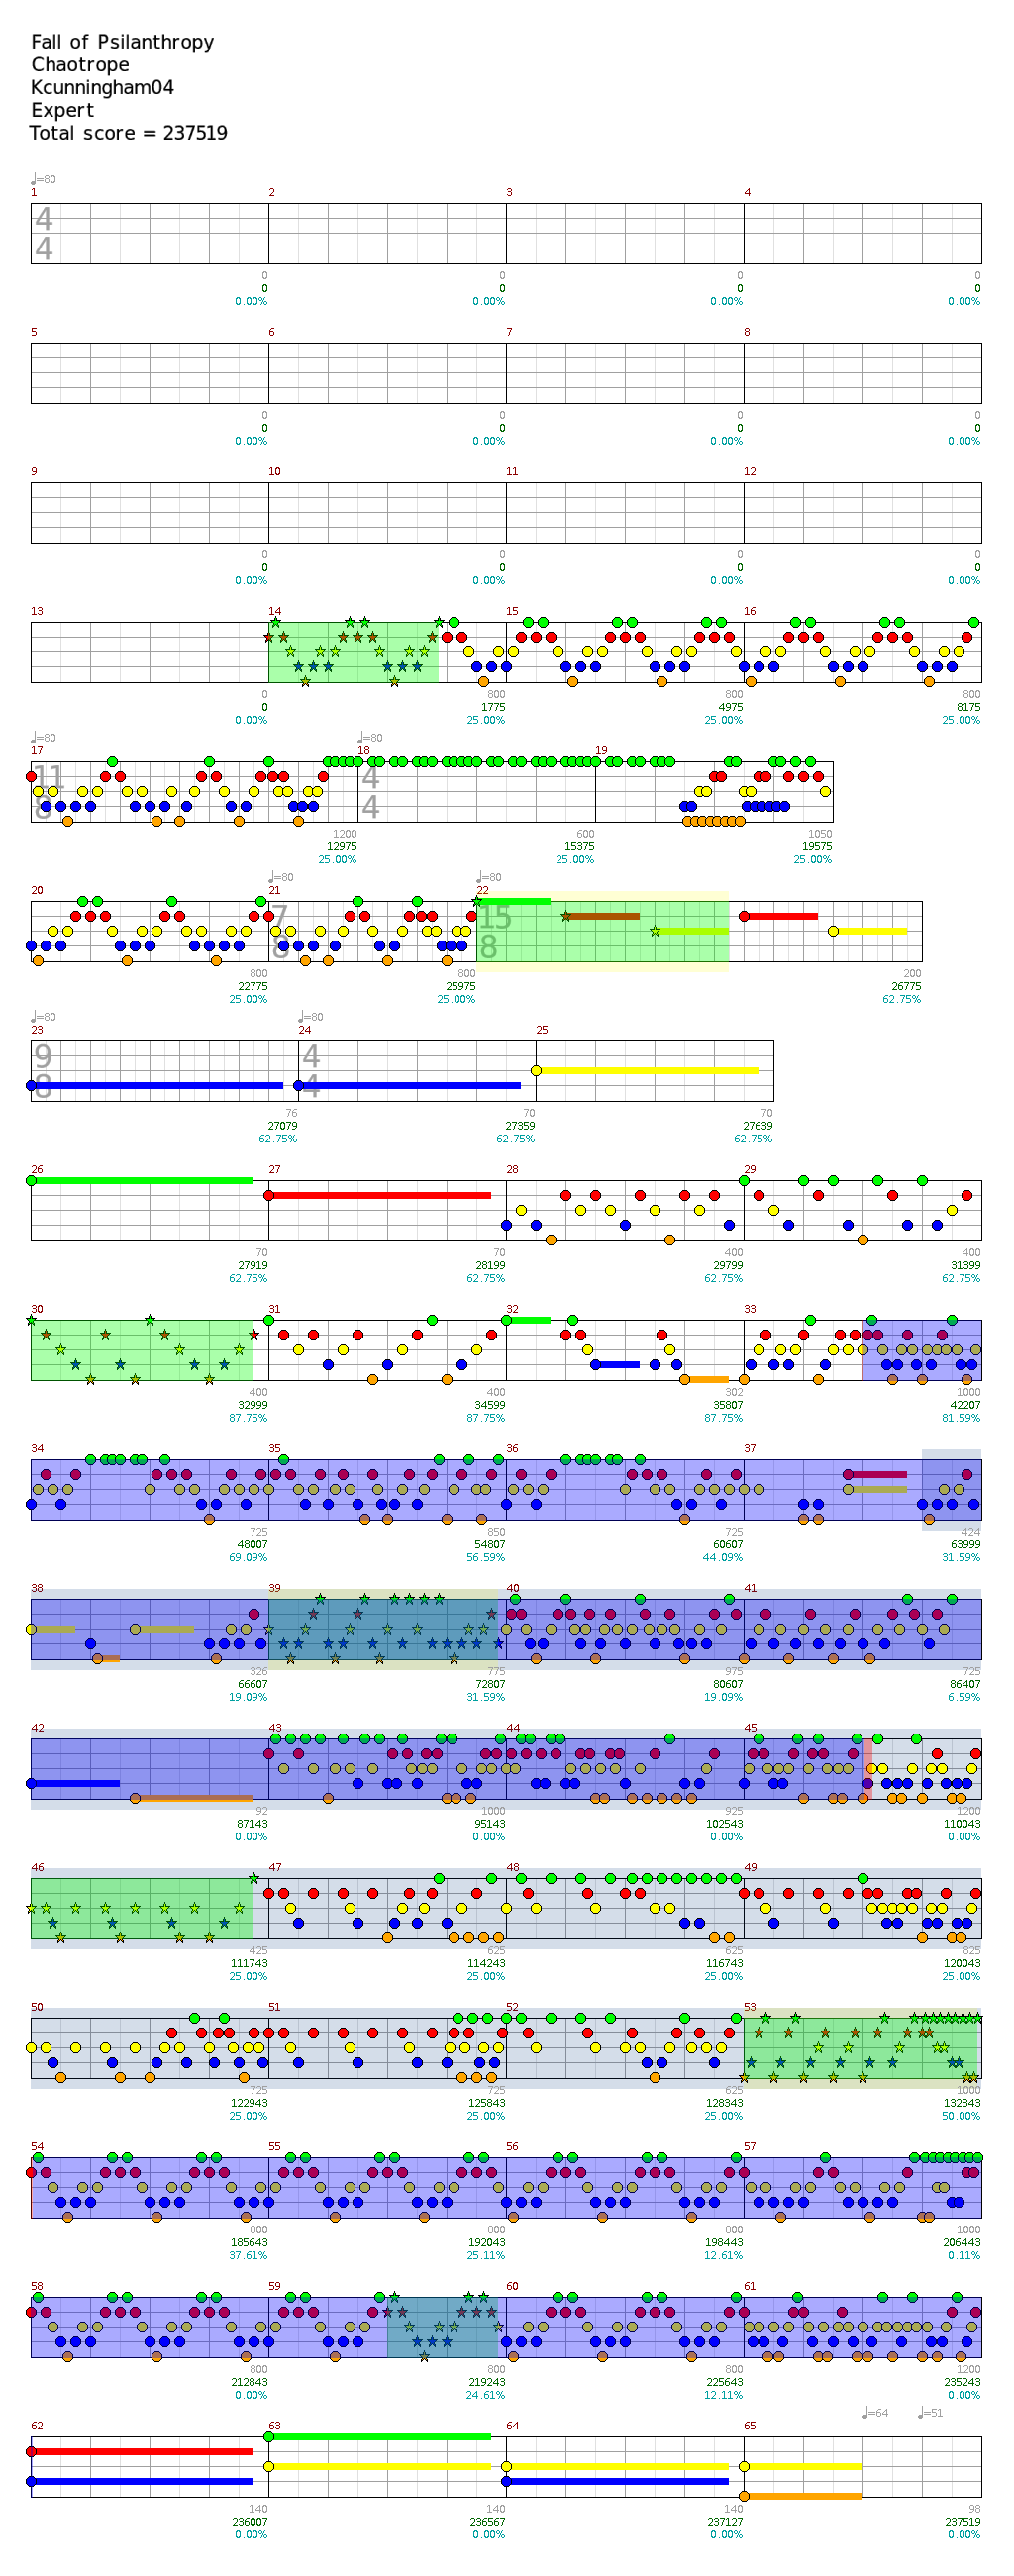 Fall of Psilanthropy
Chaotrope
Kcunningham04
Expert
Total score = 237519
♩=80
1 2 3 4
4
4
0 0 0 0
0 0 0 0
0.00% 0.00% 0.00% 0.00%
5 6 7 8
0 0 0 0
0 0 0 0
0.00% 0.00% 0.00% 0.00%
9 10 11 12
0 0 0 0
0 0 0 0
0.00% 0.00% 0.00% 0.00%
13 14 15 16
0 800 800 800
0 1775 4975 8175
0.00% 25.00% 25.00% 25.00%
♩=80 ♩=80
17 18 19
11 4
8 4
1200 600 1050
12975 15375 19575
25.00% 25.00% 25.00%
♩=80 ♩=80
20 21 22
7 15
8 8
800 800 200
22775 25975 26775
25.00% 25.00% 62.75%
♩=80 ♩=80
23 24 25
9 4
8 4
76 70 70
27079 27359 27639
62.75% 62.75% 62.75%
26 27 28 29
70 70 400 400
27919 28199 29799 31399
62.75% 62.75% 62.75% 62.75%
30 31 32 33
400 400 302 1000
32999 34599 35807 42207
87.75% 87.75% 87.75% 81.59%
34 35 36 37
725 850 725 424
48007 54807 60607 63999
69.09% 56.59% 44.09% 31.59%
38 39 40 41
326 775 975 725
66607 72807 80607 86407
19.09% 31.59% 19.09% 6.59%
42 43 44 45
92 1000 925 1200
87143 95143 102543 110043
0.00% 0.00% 0.00% 0.00%
46 47 48 49
425 625 625 825
111743 114243 116743 120043
25.00% 25.00% 25.00% 25.00%
50 51 52 53
725 725 625 1000
122943 125843 128343 132343
25.00% 25.00% 25.00% 50.00%
54 55 56 57
800 800 800 1000
185643 192043 198443 206443
37.61% 25.11% 12.61% 0.11%
58 59 60 61
800 800 800 1200
212843 219243 225643 235243
0.00% 24.61% 12.11% 0.00%
♩=64 ♩=51
62 63 64 65
140 140 140 98
236007 236567 237127 237519
0.00% 0.00% 0.00% 0.00%